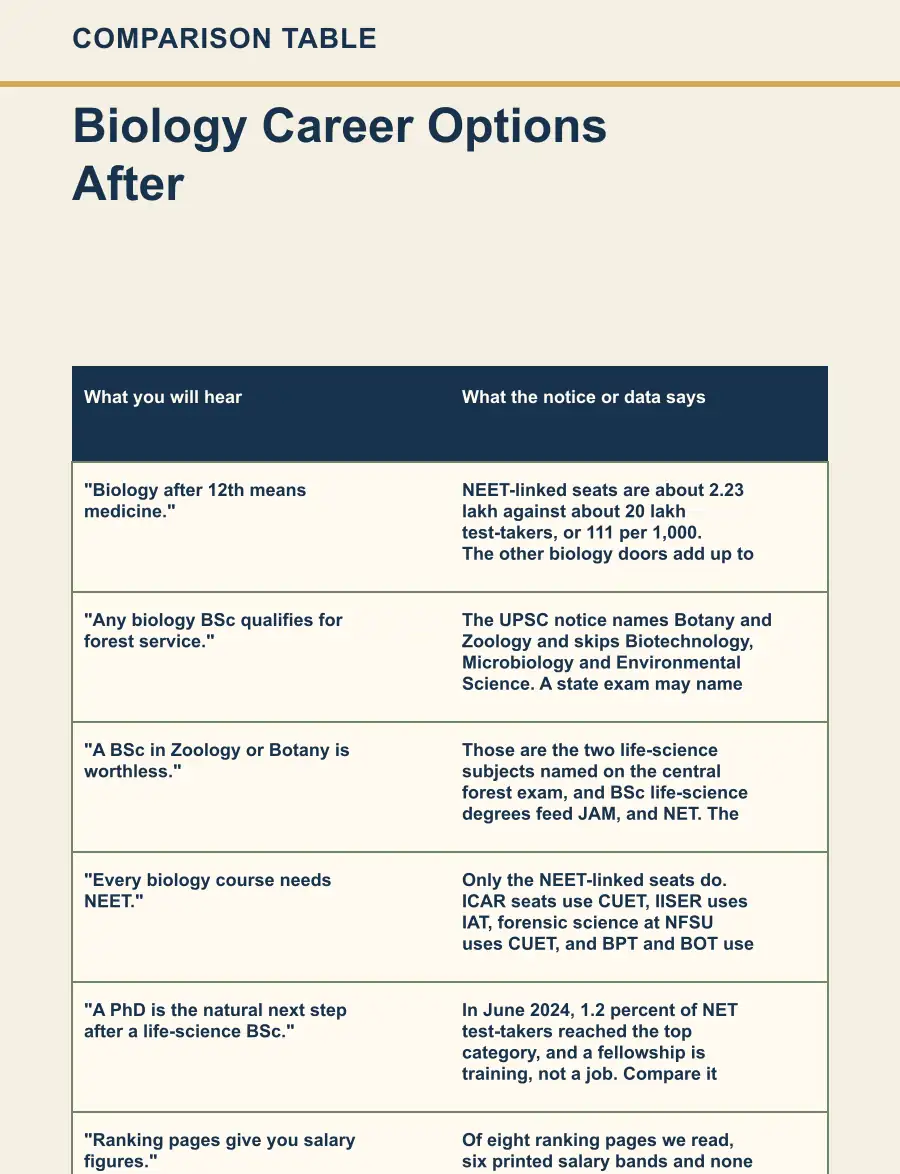 COMPARISON TABLE
Biology Career Options
After
What you will hear
What the notice or data says
"Biology after 12th means
medicine."
NEET-linked seats are about 2.23
lakh against about 20 lakh
test-takers, or 111 per 1,000.
The other biology doors add up to
"Any biology BSc qualifies for
forest service."
The UPSC notice names Botany and
Zoology and skips Biotechnology,
Microbiology and Environmental
Science. A state exam may name
"A BSc in Zoology or Botany is
worthless."
Those are the two life-science
subjects named on the central
forest exam, and BSc life-science
degrees feed JAM, and NET. The
"Every biology course needs
NEET."
Only the NEET-linked seats do.
ICAR seats use CUET, IISER uses
IAT, forensic science at NFSU
uses CUET, and BPT and BOT use
"A PhD is the natural next step
after a life-science BSc."
In June 2024, 1.2 percent of NET
test-takers reached the top
category, and a fellowship is
training, not a job. Compare it
"Ranking pages give you salary
figures."
Of eight ranking pages we read,
six printed salary bands and none